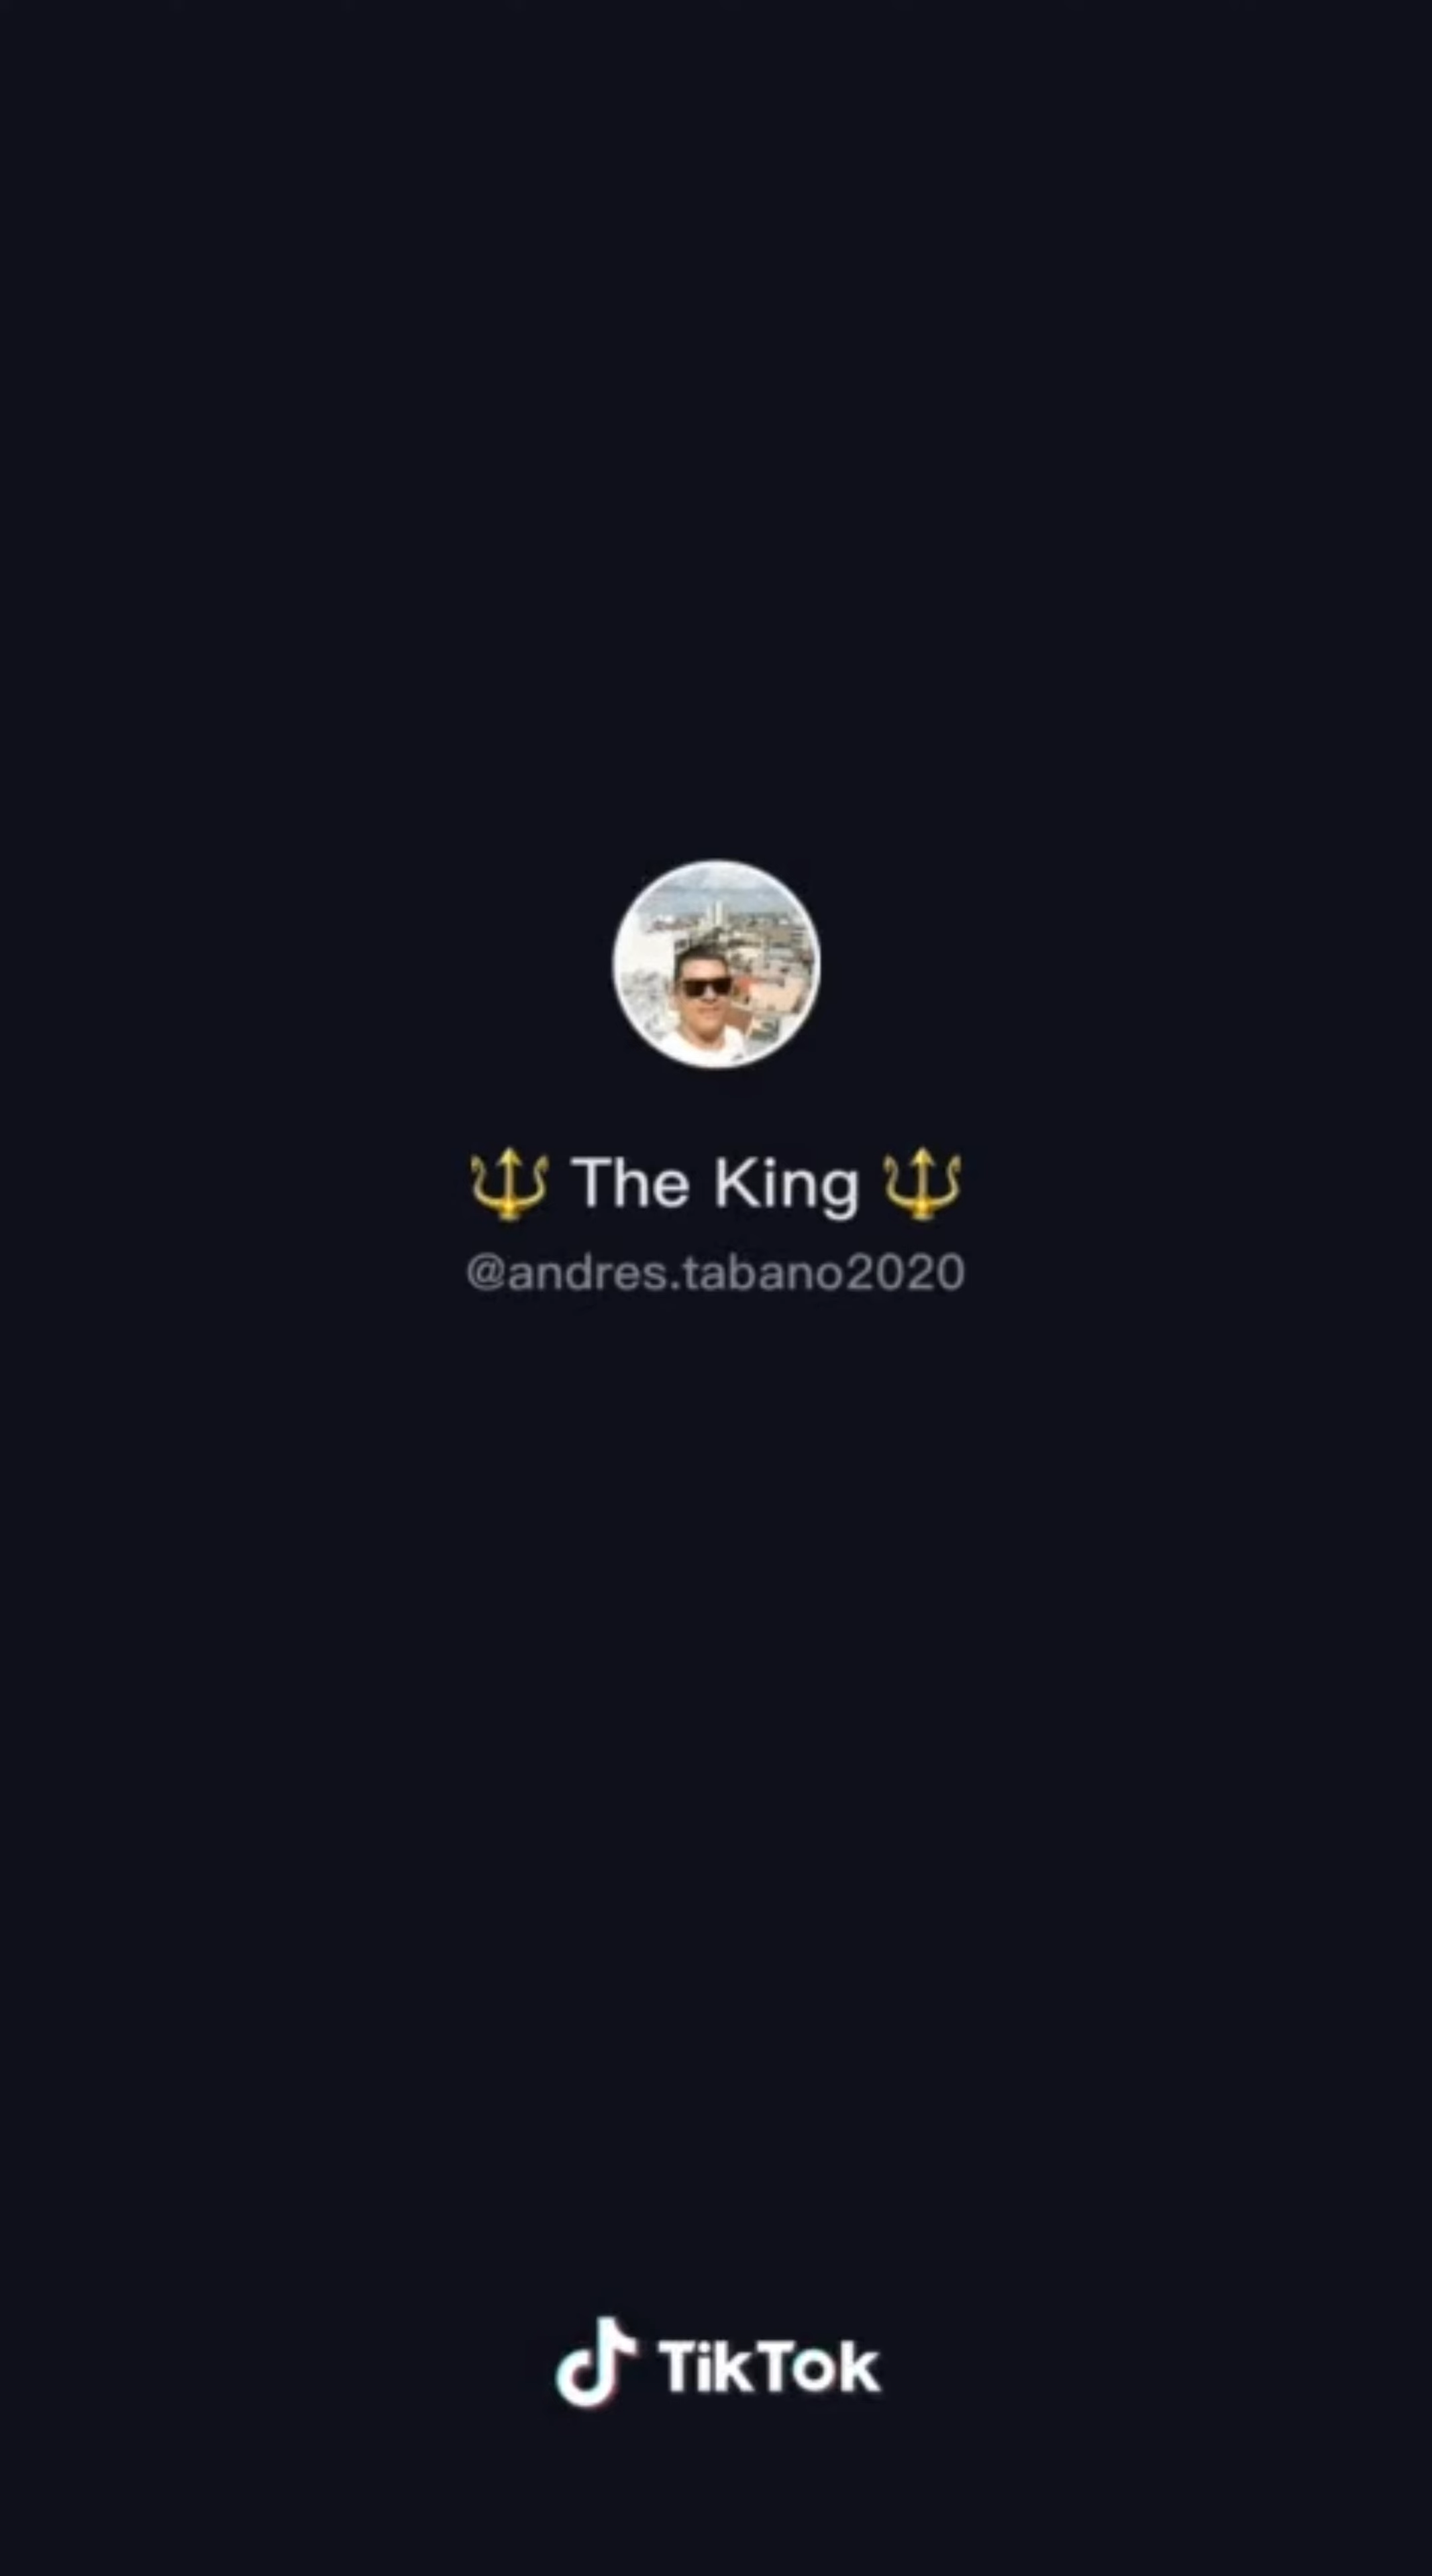 🔱 The King 🔱
@andres.tabano2020
TikTok